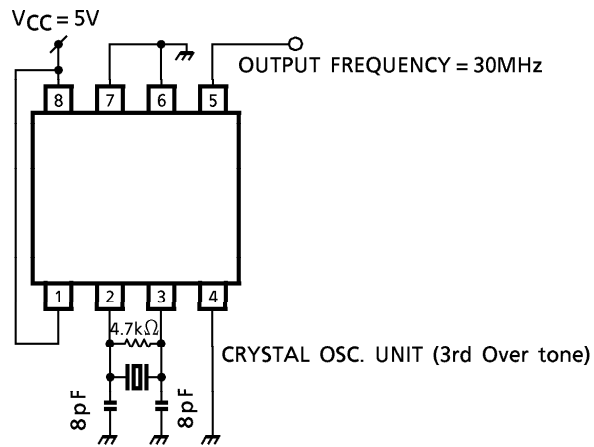 VCC = 5V
OUTPUT FREQUENCY = 30MHz
8 7 6 5
1 2 3 4
4.7kΩ
CRYSTAL OSC. UNIT (3rd Over tone)
8pF 8pF